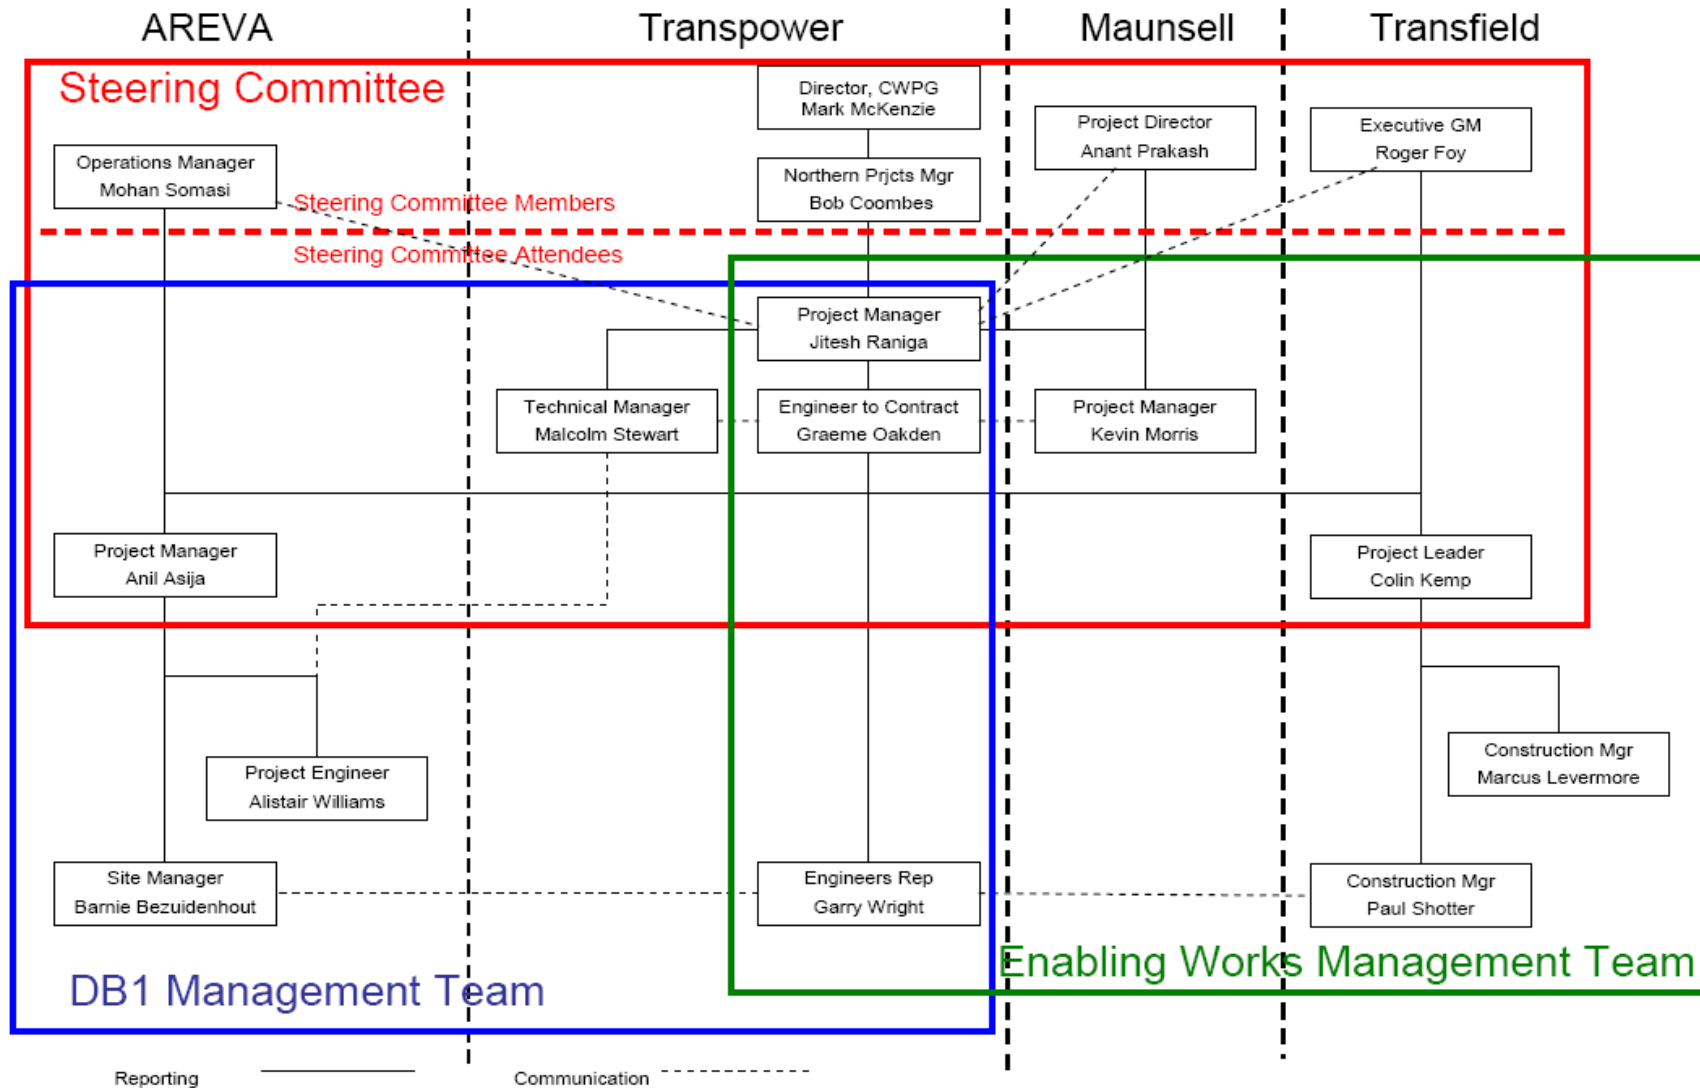 AREVA
Transpower
Maunsell
Transfield
Steering Committee
Director, CWPG
Mark McKenzie
Project Director
Anant Prakash
Executive GM
Roger Foy
Operations Manager
Mohan Somasi
Northern Prjcts Mgr
Bob Coombes
Steering Committee Members
Steering Committee Attendees
Project Manager
Jitesh Raniga
Technical Manager
Malcolm Stewart
Engineer to Contract
Graeme Oakden
Project Manager
Kevin Morris
Project Manager
Anil Asija
Project Leader
Colin Kemp
Project Engineer
Alistair Williams
Construction Mgr
Marcus Levermore
Site Manager
Barnie Bezuidenhout
Engineers Rep
Garry Wright
Construction Mgr
Paul Shotter
DB1 Management Team
Enabling Works Management Team
Reporting
Communication